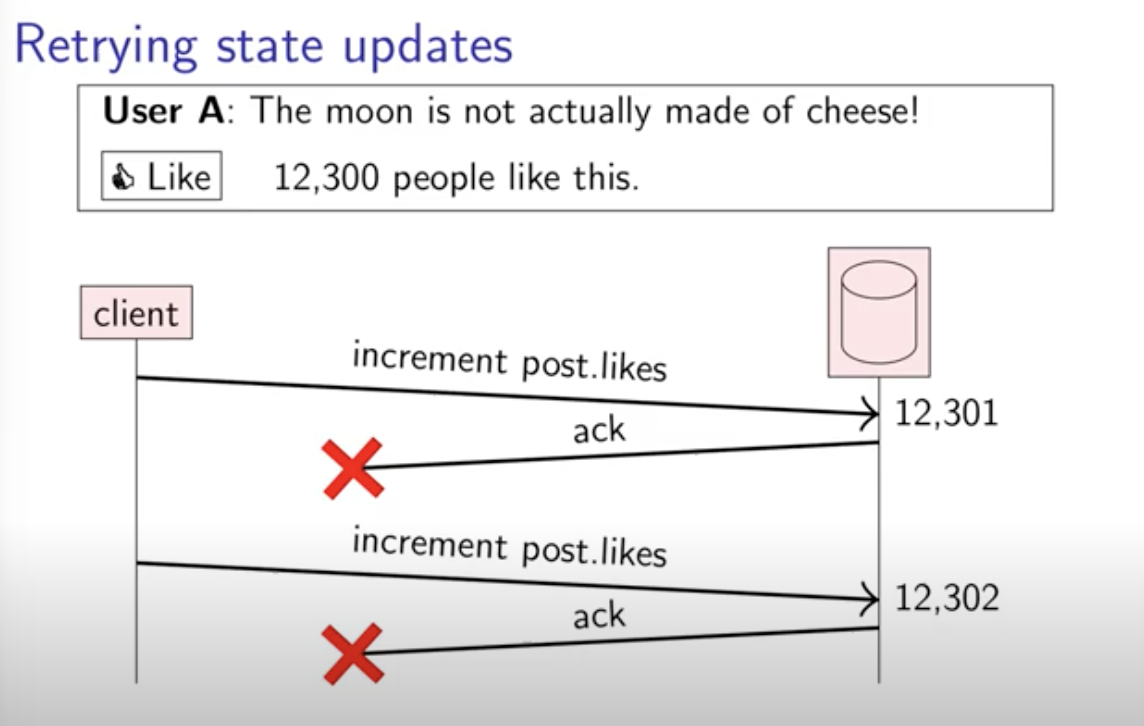 Retrying state updates
User A: The moon is not actually made of cheese!
👍 Like 12,300 people like this.
client
increment post.likes
12,301
ack
increment post.likes
12,302
ack